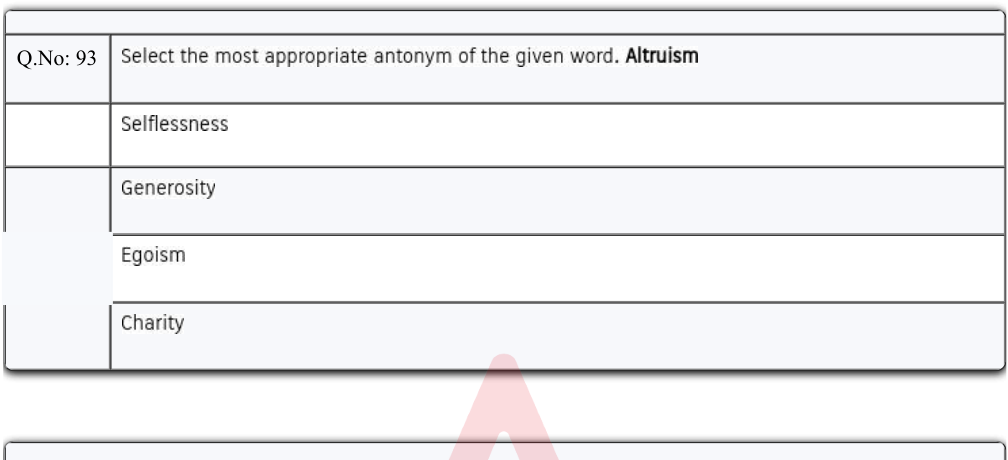 Q.No: 93 Select the most appropriate antonym of the given word. Altruism
Selflessness
Generosity
Egoism
Charity